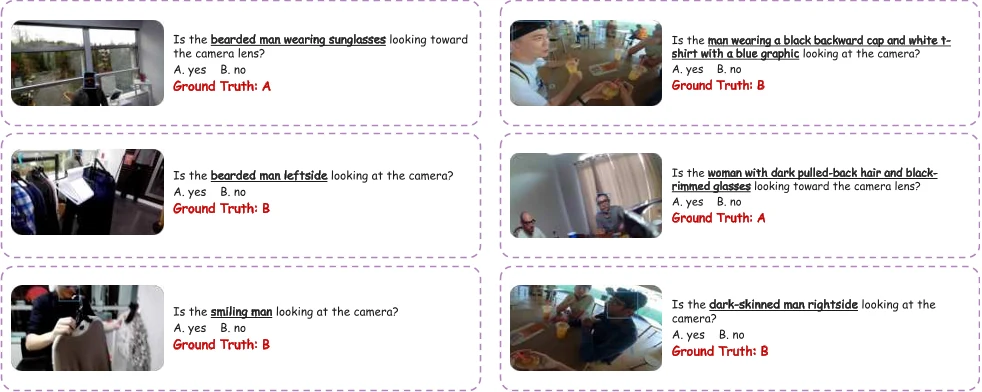 Is the bearded man wearing sunglasses looking toward
the camera lens?
A. yes B. no
Ground Truth: A
Is the bearded man leftside looking at the camera?
A. yes B. no
Ground Truth: B
Is the smiling man looking at the camera?
A. yes B. no
Ground Truth: B
Is the man wearing a black backward cap and white t-
shirt with a blue graphic looking at the camera?
A. yes B. no
Ground Truth: B
Is the woman with dark pulled-back hair and black-
rimmed glasses looking toward the camera lens?
A. yes B. no
Ground Truth: A
Is the dark-skinned man rightside looking at the
camera?
A. yes B. no
Ground Truth: B